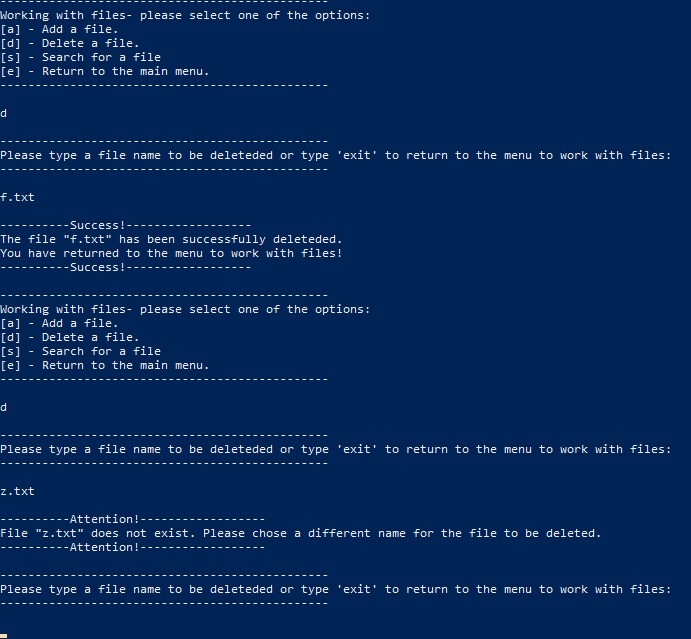 -----------------------------------------------
Working with files- please select one of the options:
[a] - Add a file.
[d] - Delete a file.
[s] - Search for a file
[e] - Return to the main menu.
-----------------------------------------------
d
-----------------------------------------------
Please type a file name to be deleteded or type 'exit' to return to the menu to work with files:
-----------------------------------------------
f.txt
----------Success!------------------
The file "f.txt" has been successfully deleteded.
You have returned to the menu to work with files!
----------Success!------------------
-----------------------------------------------
Working with files- please select one of the options:
[a] - Add a file.
[d] - Delete a file.
[s] - Search for a file
[e] - Return to the main menu.
-----------------------------------------------
d
-----------------------------------------------
Please type a file name to be deleteded or type 'exit' to return to the menu to work with files:
-----------------------------------------------
z.txt
----------Attention!------------------
File "z.txt" does not exist. Please chose a different name for the file to be deleted.
----------Attention!------------------
-----------------------------------------------
Please type a file name to be deleteded or type 'exit' to return to the menu to work with files:
-----------------------------------------------